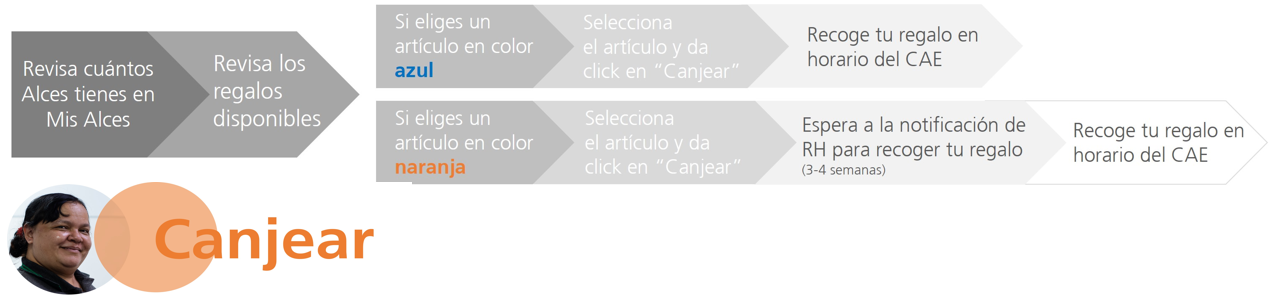 Revisa cuántos
Alces tienes en
Mis Alces
Revisa los
regalos
disponibles
Si eliges un
artículo en color
azul
Selecciona
el artículo y da
click en “Canjear”
Recoge tu regalo en
horario del CAE
Si eliges un
artículo en color
naranja
Selecciona
el artículo y da
click en “Canjear”
Espera a la notificación de
RH para recoger tu regalo
(3-4 semanas)
Recoge tu regalo en
horario del CAE
Canjear